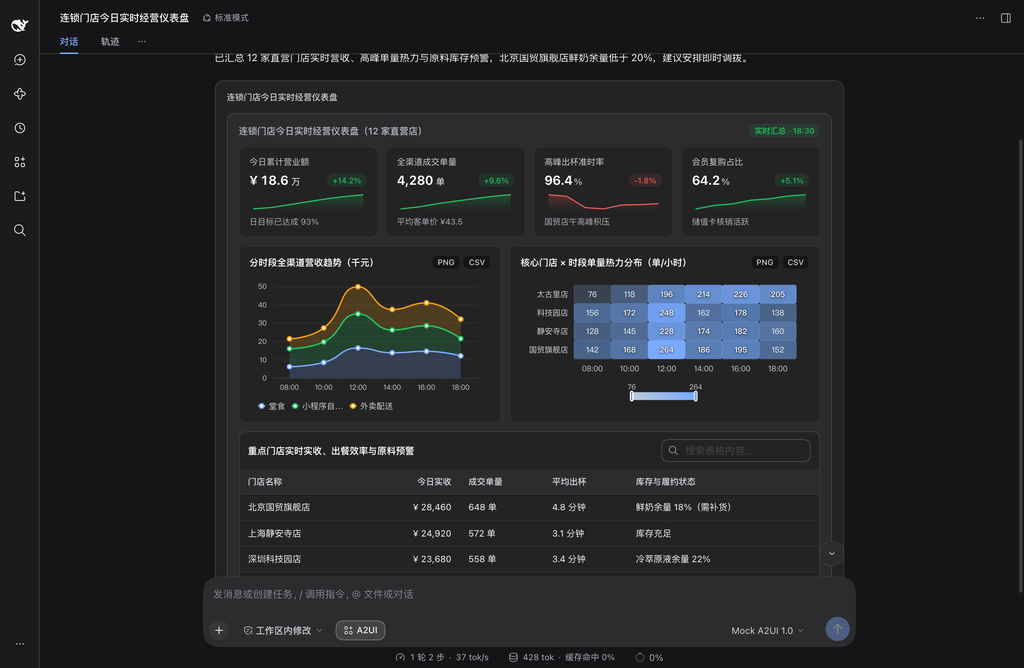 连锁门店今日实时经营仪表盘 标准模式
对话 轨迹 ···
已汇总 12 家直营门店实时营收、高峰单量热力与原料库存预警，北京国贸旗舰店鲜奶余量低于 20%，建议安排即时调拨。
连锁门店今日实时经营仪表盘
连锁门店今日实时经营仪表盘（12 家直营店） 实时汇总 · 18:30
今日累计营业额 全渠道成交单量 高峰出杯准时率 会员复购占比
¥ 18.6 万 +14.2% 4,280 单 +9.6% 96.4 % -1.8% 64.2 % +5.1%
日目标已达成 93% 平均客单价 ¥43.5 国贸店午高峰积压 储值卡核销活跃
分时段全渠道营收趋势（千元） PNG CSV
50
40
30
20
10
0
08:00 10:00 12:00 14:00 16:00 18:00
堂食 小程序自... 外卖配送
核心门店 × 时段单量热力分布（单/小时） PNG CSV
太古里店 76 118 196 214 226 205
科技园店 156 172 248 162 178 138
静安寺店 128 145 228 174 182 160
国贸旗舰店 142 168 264 186 195 152
08:00 10:00 12:00 14:00 16:00 18:00
76 264
重点门店实时实收、出餐效率与原料预警 搜索表格内容...
门店名称 今日实收 成交单量 平均出杯 库存与履约状态
北京国贸旗舰店 ¥ 28,460 648 单 4.8 分钟 鲜奶余量 18%（需补货）
上海静安寺店 ¥ 24,920 572 单 3.1 分钟 库存充足
深圳科技园店 ¥ 23,680 558 单 3.4 分钟 冷萃原液余量 22%
发消息或创建任务, / 调用指令, @ 文件或对话
工作区内修改 A2UI Mock A2UI 1.0
1 轮 2 步 · 37 tok/s 428 tok · 缓存命中 0% 0%